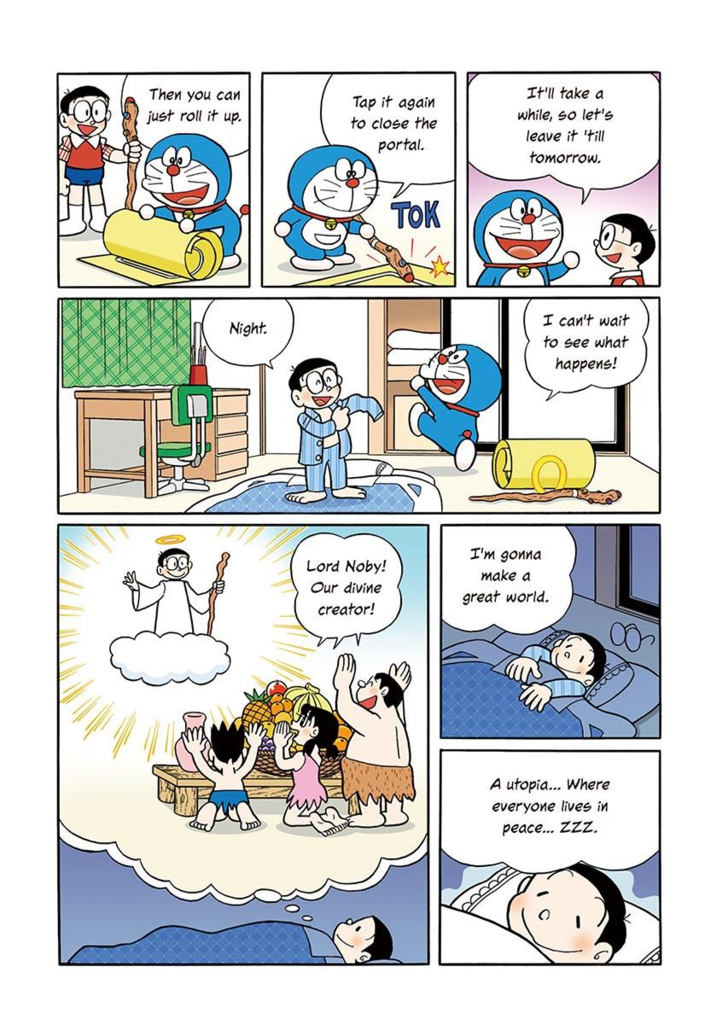 Then you can
just roll it up.
Tap it again
to close the
portal.
TOK
It'll take a
while, so let's
leave it 'till
tomorrow.
Night.
I can't wait
to see what
happens!
Lord Noby!
Our divine
creator!
I'm gonna
make a
great world.
A utopia... Where
everyone lives in
peace... ZZZ.